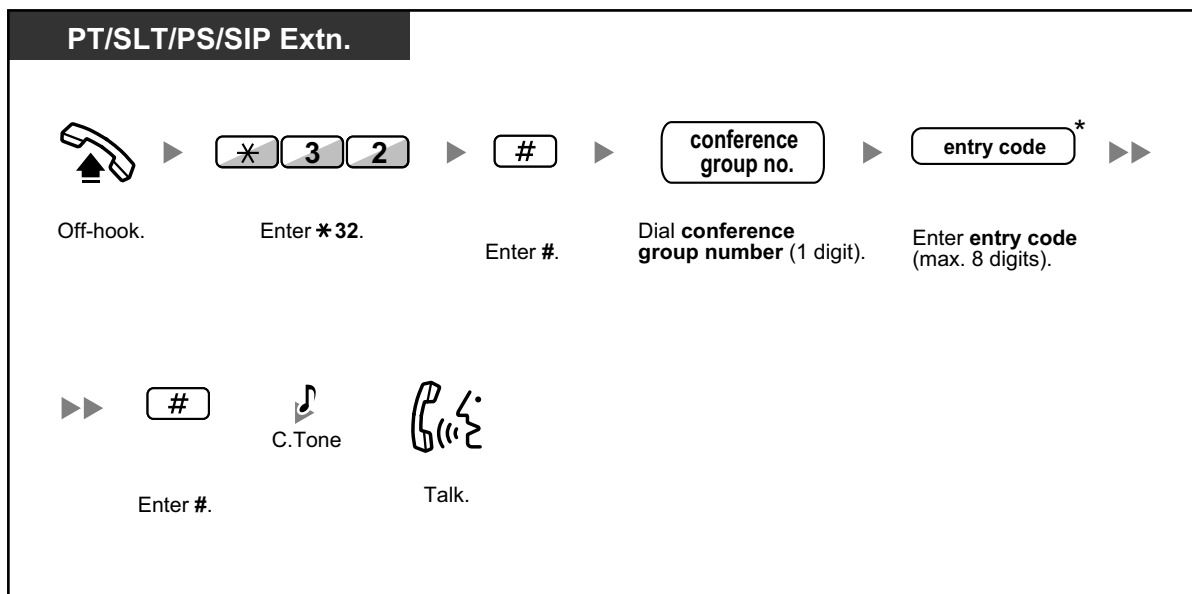 PT/SLT/PS/SIP Extn.
* 3 2
#
conference
group no.
entry code*
Off-hook.
Enter *32.
Enter #.
Dial conference
group number (1 digit).
Enter entry code
(max. 8 digits).
#
C.Tone
Enter #.
Talk.